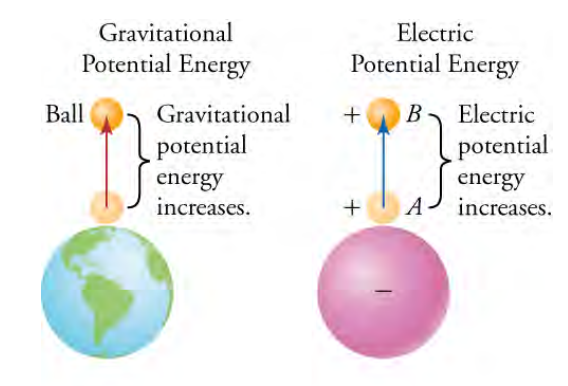 Gravitational
Potential Energy
Ball
Gravitational
potential
energy
increases.
Electric
Potential Energy
+ B
Electric
potential
energy
increases.
+ A
−